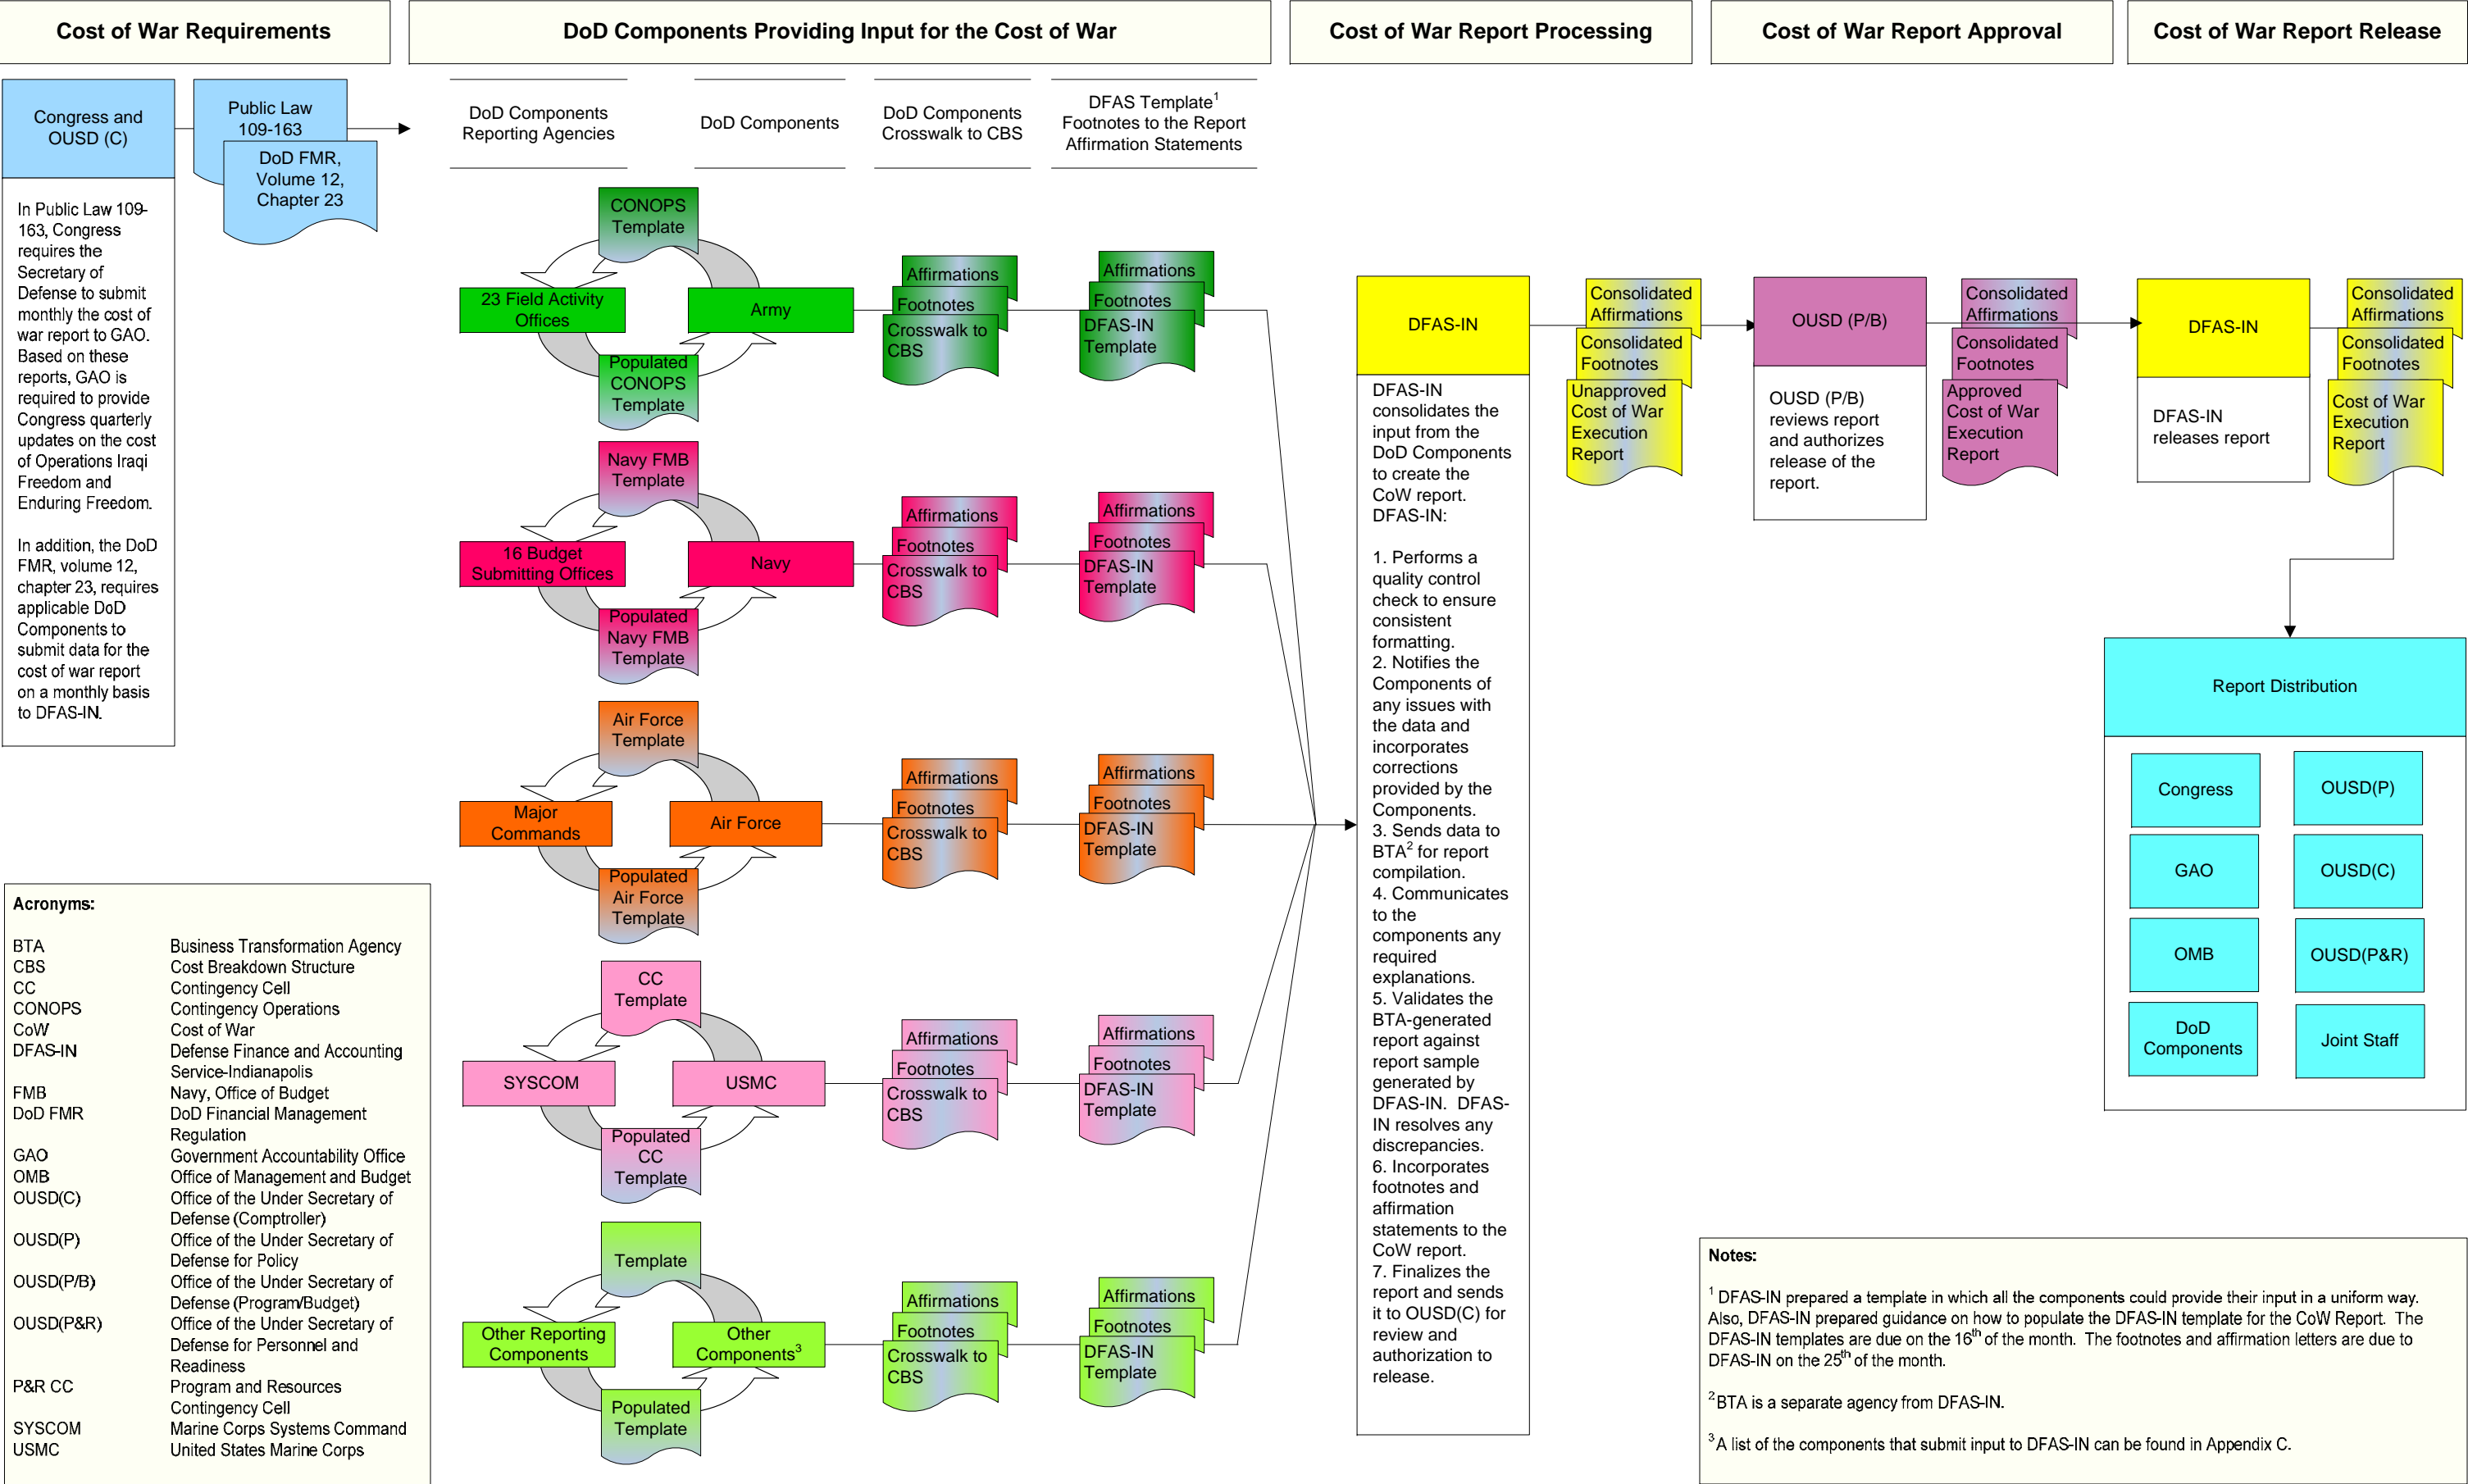 Cost of War Requirements
DoD Components Providing Input for the Cost of War
Cost of War Report Processing
Cost of War Report Approval
Cost of War Report Release
Congress and
OUSD (C)
Public Law
109-163
DoD FMR,
Volume 12,
Chapter 23
In Public Law 109-
163, Congress
requires the
Secretary of
Defense to submit
monthly the cost of
war report to GAO.
Based on these
reports, GAO is
required to provide
Congress quarterly
updates on the cost
of Operations Iraqi
Freedom and
Enduring Freedom.
In addition, the DoD
FMR, volume 12,
chapter 23, requires
applicable DoD
Components to
submit data for the
cost of war report
on a monthly basis
to DFAS-IN.
DoD Components
Reporting Agencies
DoD Components
DoD Components
Crosswalk to CBS
DFAS Template1
Footnotes to the Report
Affirmation Statements
CONOPS
Template
23 Field Activity
Offices
Army
Populated
CONOPS
Template
Affirmations
Footnotes
Crosswalk to
CBS
Affirmations
Footnotes
DFAS-IN
Template
Navy FMB
Template
16 Budget
Submitting Offices
Navy
Populated
Navy FMB
Template
Affirmations
Footnotes
Crosswalk to
CBS
Affirmations
Footnotes
DFAS-IN
Template
Air Force
Template
Major
Commands
Air Force
Populated
Air Force
Template
Affirmations
Footnotes
Crosswalk to
CBS
Affirmations
Footnotes
DFAS-IN
Template
CC
Template
SYSCOM
USMC
Populated
CC
Template
Affirmations
Footnotes
Crosswalk to
CBS
Affirmations
Footnotes
DFAS-IN
Template
Template
Other Reporting
Components
Other
Components3
Populated
Template
Affirmations
Footnotes
Crosswalk to
CBS
Affirmations
Footnotes
DFAS-IN
Template
DFAS-IN
DFAS-IN
consolidates the
input from the
DoD Components
to create the
CoW report.
DFAS-IN:
1. Performs a
quality control
check to ensure
consistent
formatting.
2. Notifies the
Components of
any issues with
the data and
incorporates
corrections
provided by the
Components.
3. Sends data to
BTA2 for report
compilation.
4. Communicates
to the
components any
required
explanations.
5. Validates the
BTA-generated
report against
report sample
generated by
DFAS-IN.  DFAS-
IN resolves any
discrepancies.
6. Incorporates
footnotes and
affirmation
statements to the
CoW report.
7. Finalizes the
report and sends
it to OUSD(C) for
review and
authorization to
release.
Consolidated
Affirmations
Consolidated
Footnotes
Unapproved
Cost of War
Execution
Report
OUSD (P/B)
OUSD (P/B)
reviews report
and authorizes
release of the
report.
Consolidated
Affirmations
Consolidated
Footnotes
Approved
Cost of War
Execution
Report
DFAS-IN
DFAS-IN
releases report
Consolidated
Affirmations
Consolidated
Footnotes
Cost of War
Execution
Report
Report Distribution
Congress
OUSD(P)
GAO
OUSD(C)
OMB
OUSD(P&R)
DoD
Components
Joint Staff
Acronyms:
BTA Business Transformation Agency
CBS Cost Breakdown Structure
CC Contingency Cell
CONOPS Contingency Operations
CoW Cost of War
DFAS-IN Defense Finance and Accounting
Service-Indianapolis
FMB Navy, Office of Budget
DoD FMR DoD Financial Management
Regulation
GAO Government Accountability Office
OMB Office of Management and Budget
OUSD(C) Office of the Under Secretary of
Defense (Comptroller)
OUSD(P) Office of the Under Secretary of
Defense for Policy
OUSD(P/B) Office of the Under Secretary of
Defense (Program/Budget)
OUSD(P&R) Office of the Under Secretary of
Defense for Personnel and
Readiness
P&R CC Program and Resources
Contingency Cell
SYSCOM Marine Corps Systems Command
USMC United States Marine Corps
Notes:
1 DFAS-IN prepared a template in which all the components could provide their input in a uniform way.
Also, DFAS-IN prepared guidance on how to populate the DFAS-IN template for the CoW Report.  The
DFAS-IN templates are due on the 16th of the month.  The footnotes and affirmation letters are due to
DFAS-IN on the 25th of the month.
2 BTA is a separate agency from DFAS-IN.
3 A list of the components that submit input to DFAS-IN can be found in Appendix C.